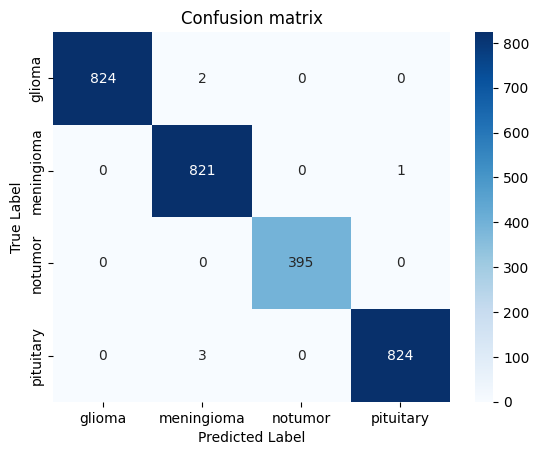 Confusion matrix
True Label
glioma 824 2 0 0
meningioma 0 821 0 1
notumor 0 0 395 0
pituitary 0 3 0 824
glioma meningioma notumor pituitary
Predicted Label
800
700
600
500
400
300
200
100
0